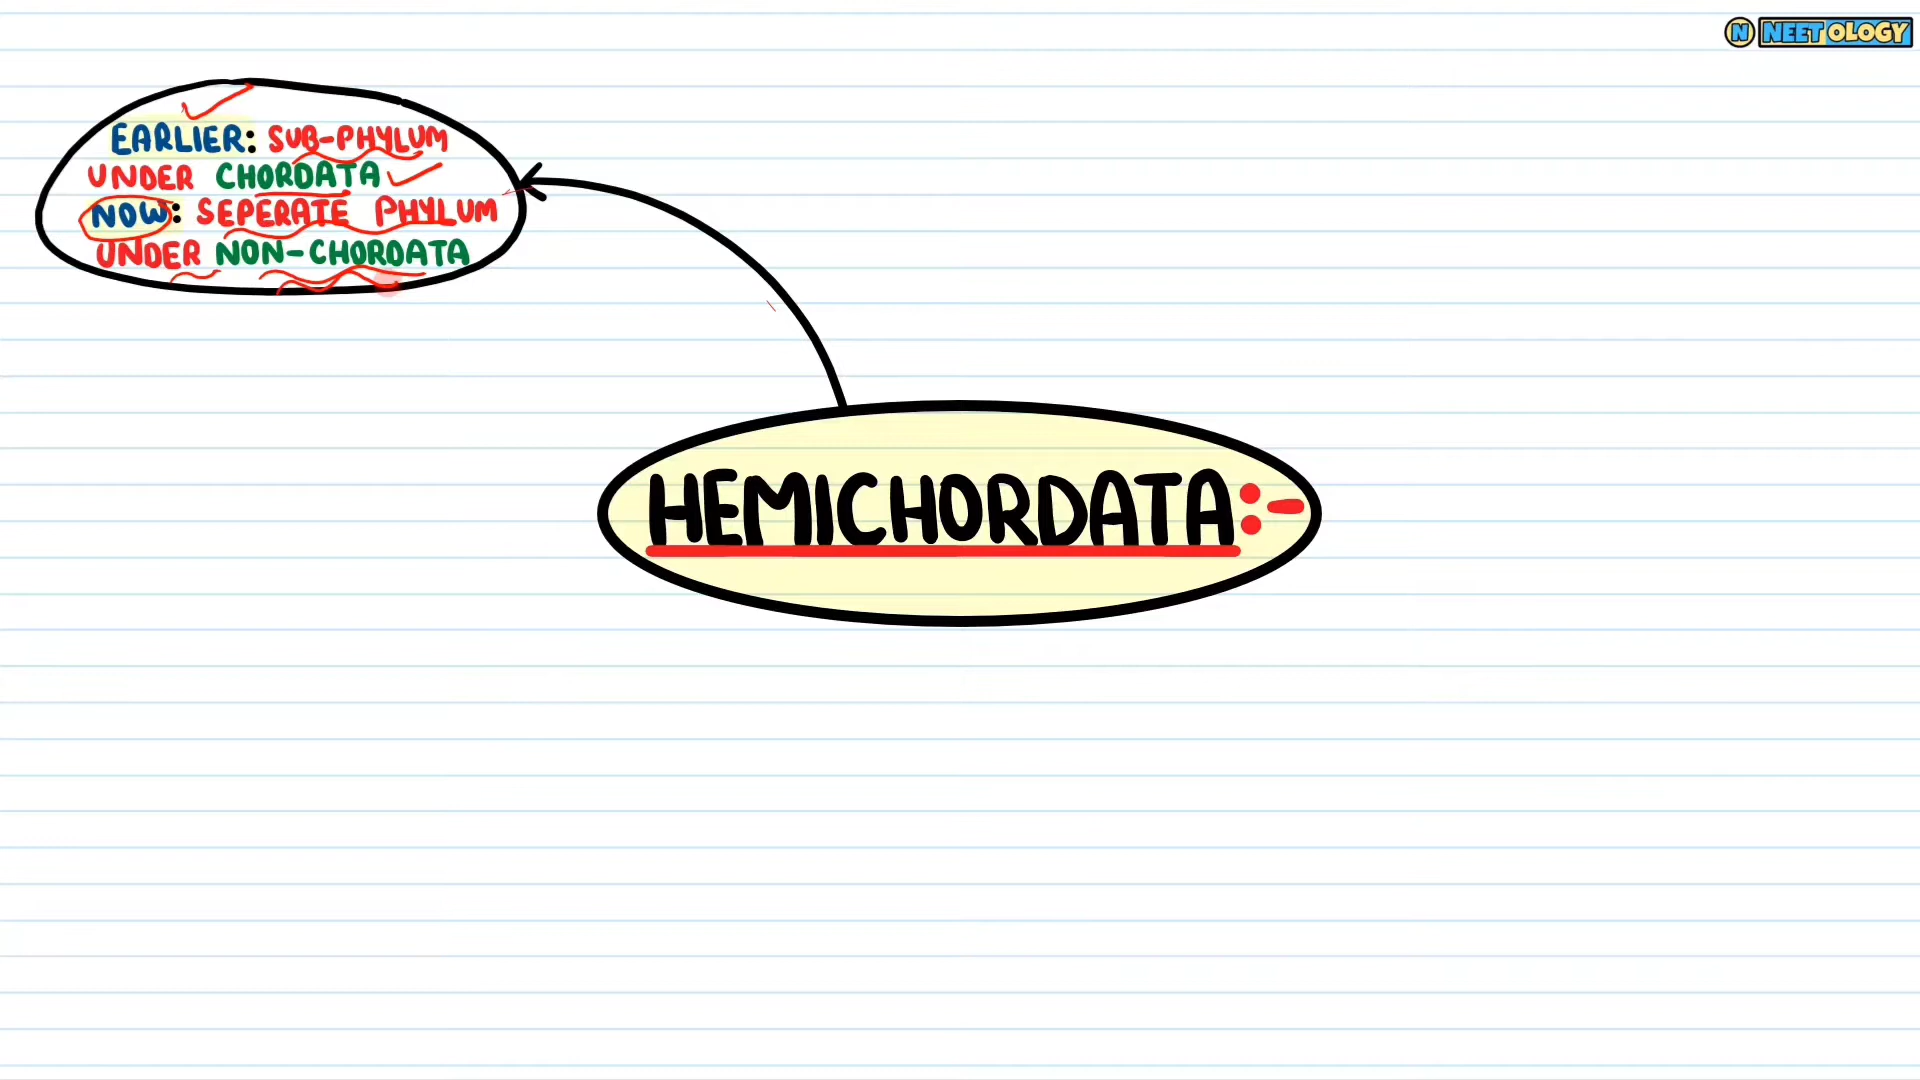 N NEETOLOGY
EARLIER: SUB-PHYLUM
UNDER CHORDATA
NOW: SEPERATE PHYLUM
UNDER NON-CHORDATA
HEMICHORDATA:-